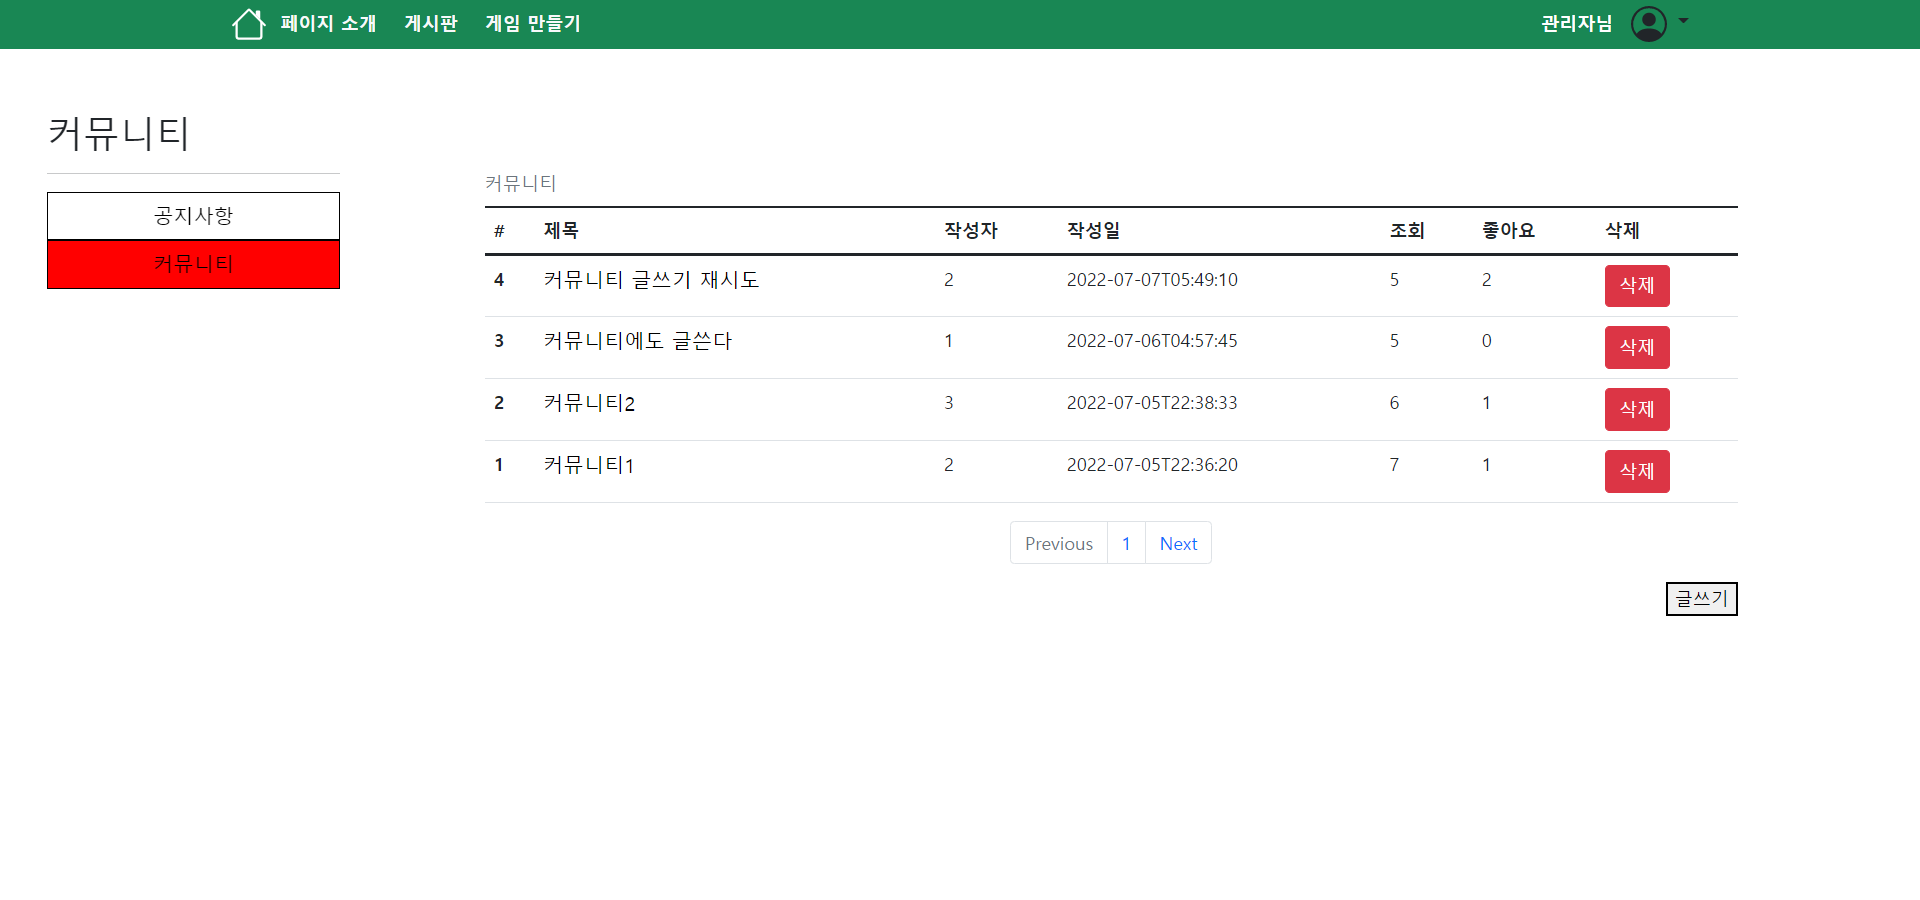 페이지 소개 게시판 게임 만들기 관리자님
커뮤니티
공지사항
커뮤니티
커뮤니티
# 제목 작성자 작성일 조회 좋아요 삭제
4 커뮤니티 글쓰기 재시도 2 2022-07-07T05:49:10 5 2 삭제
3 커뮤니티에도 글쓴다 1 2022-07-06T04:57:45 5 0 삭제
2 커뮤니티2 3 2022-07-05T22:38:33 6 1 삭제
1 커뮤니티1 2 2022-07-05T22:36:20 7 1 삭제
Previous 1 Next
글쓰기